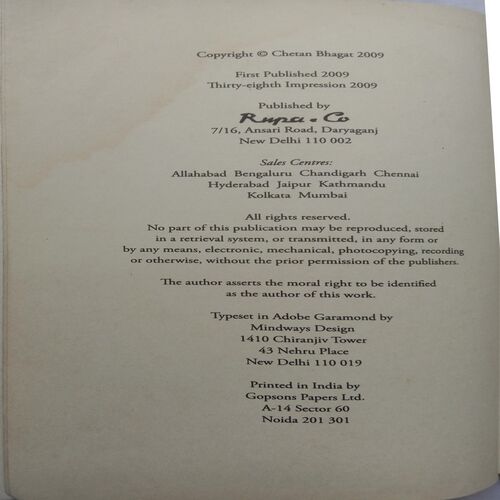 Copyright © Chetan Bhagat 2009
First Published 2009
Thirty-eighth Impression 2009
Published by
Rupa & Co
7/16, Ansari Road, Daryaganj
New Delhi 110 002
Sales Centres:
Allahabad Bengaluru Chandigarh Chennai
Hyderabad Jaipur Kathmandu
Kolkata Mumbai
All rights reserved.
No part of this publication may be reproduced, stored
in a retrieval system, or transmitted, in any form or
by any means, electronic, mechanical, photocopying, recording
or otherwise, without the prior permission of the publishers.
The author asserts the moral right to be identified
as the author of this work.
Typeset in Adobe Garamond by
Mindways Design
1410 Chiranjiv Tower
43 Nehru Place
New Delhi 110 019
Printed in India by
Gopsons Papers Ltd.
A-14 Sector 60
Noida 201 301